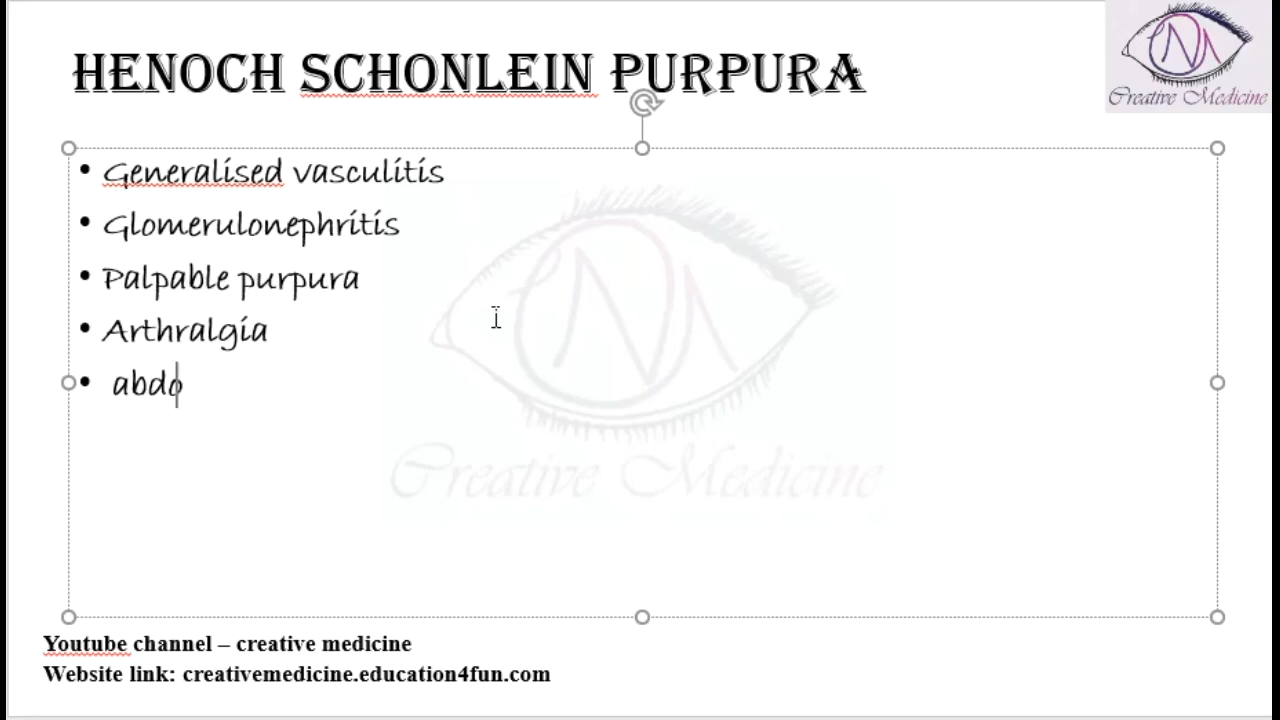 HENOCH SCHONLEIN PURPURA
Creative Medicine
• Generalised vasculitis
• Glomerulonephritis
• Palpable purpura
• Arthralgia
• abdo
Creative Medicine
Youtube channel – creative medicine
Website link: creativemedicine.education4fun.com